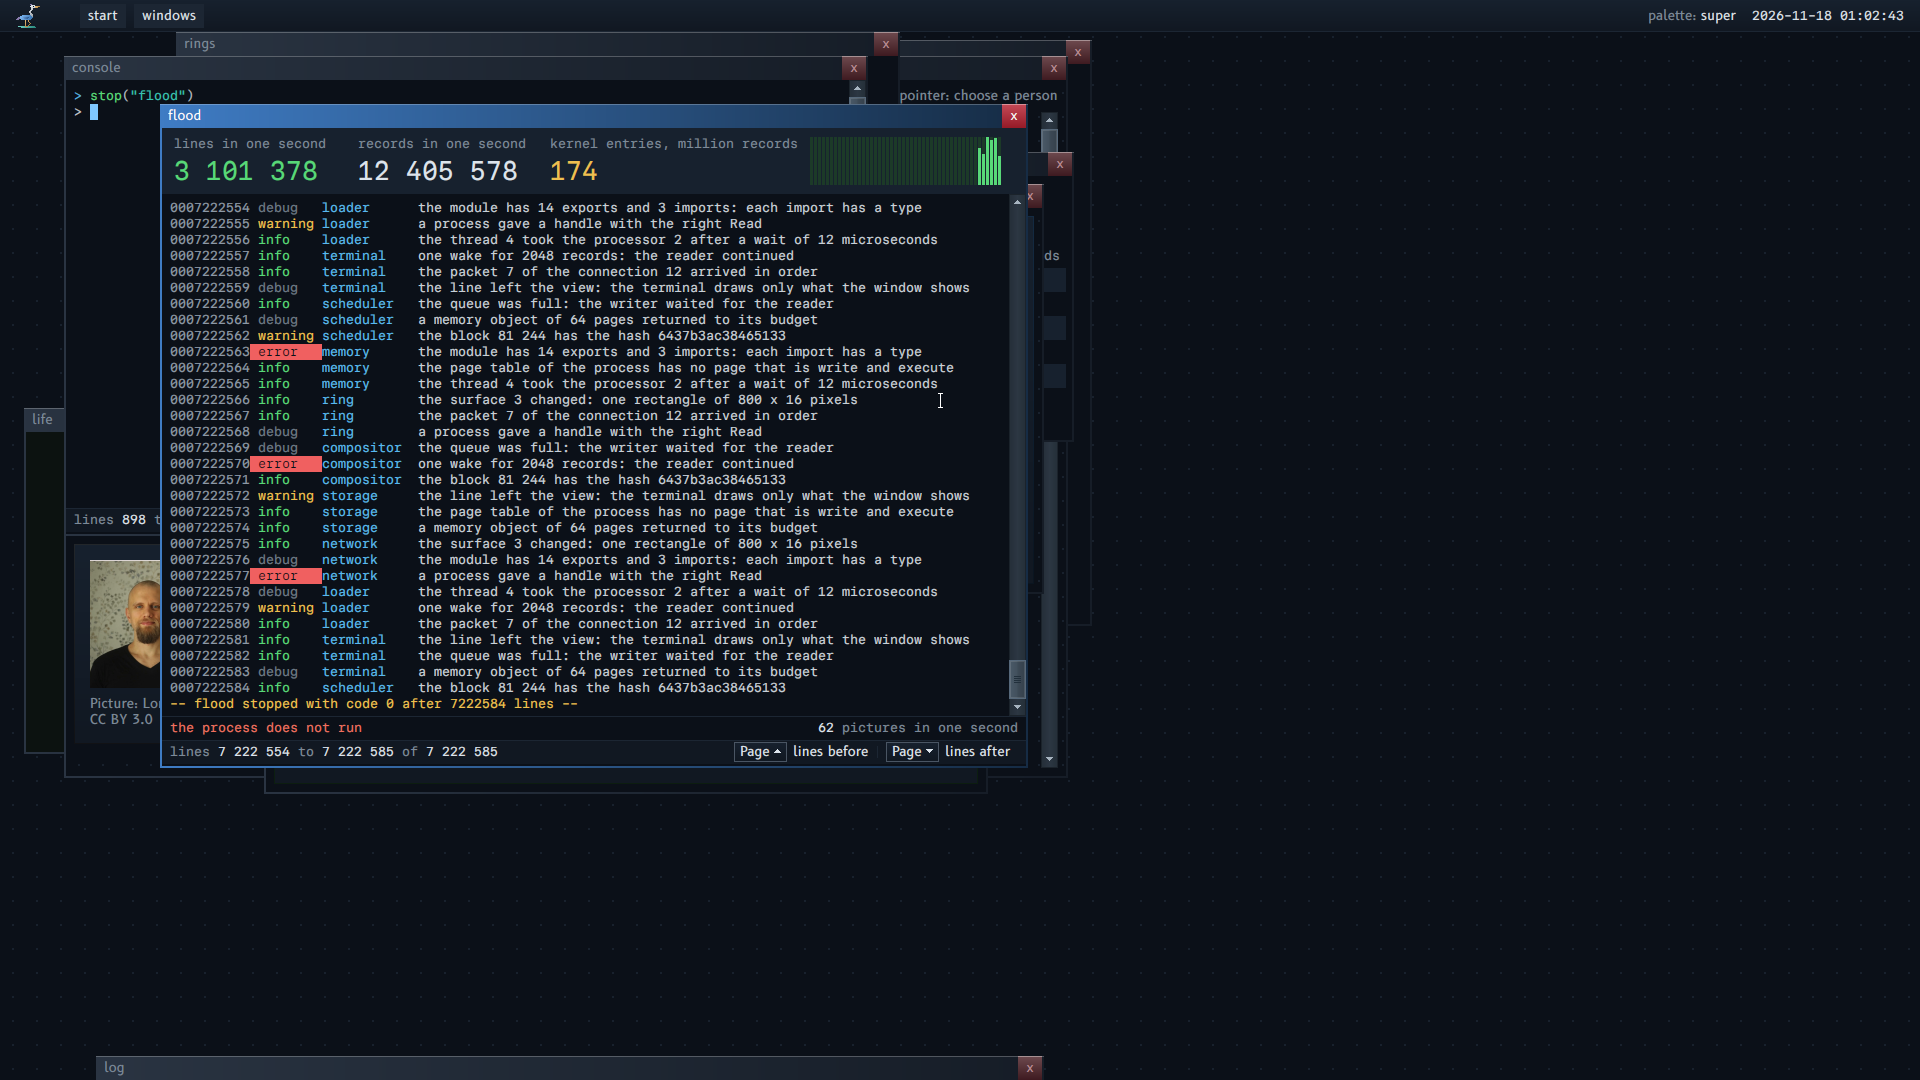 start windows palette: super 2026-11-18 01:02:43
rings x
x
console x
x
> stop("flood")
pointer: choose a person
>
flood x
lines in one second records in one second kernel entries, million records
3 101 378 12 405 578 174
x
x
0007222554 debug loader the module has 14 exports and 3 imports: each import has a type
0007222555 warning loader a process gave a handle with the right Read
0007222556 info loader the thread 4 took the processor 2 after a wait of 12 microseconds
0007222557 info terminal one wake for 2048 records: the reader continued
ds
0007222558 info terminal the packet 7 of the connection 12 arrived in order
0007222559 debug terminal the line left the view: the terminal draws only what the window shows
0007222560 info scheduler the queue was full: the writer waited for the reader
0007222561 debug scheduler a memory object of 64 pages returned to its budget
0007222562 warning scheduler the block 81 244 has the hash 6437b3ac38465133
0007222563 error memory the module has 14 exports and 3 imports: each import has a type
0007222564 info memory the page table of the process has no page that is write and execute
0007222565 info memory the thread 4 took the processor 2 after a wait of 12 microseconds
0007222566 info ring the surface 3 changed: one rectangle of 800 x 16 pixels
0007222567 info ring the packet 7 of the connection 12 arrived in order
life
0007222568 debug ring a process gave a handle with the right Read
0007222569 debug compositor the queue was full: the writer waited for the reader
0007222570 error compositor one wake for 2048 records: the reader continued
0007222571 info compositor the block 81 244 has the hash 6437b3ac38465133
0007222572 warning storage the line left the view: the terminal draws only what the window shows
0007222573 info storage the page table of the process has no page that is write and execute
lines 898 t
0007222574 info storage a memory object of 64 pages returned to its budget
0007222575 info network the surface 3 changed: one rectangle of 800 x 16 pixels
0007222576 debug network the module has 14 exports and 3 imports: each import has a type
0007222577 error network a process gave a handle with the right Read
0007222578 debug loader the thread 4 took the processor 2 after a wait of 12 microseconds
0007222579 warning loader one wake for 2048 records: the reader continued
0007222580 info loader the packet 7 of the connection 12 arrived in order
0007222581 info terminal the line left the view: the terminal draws only what the window shows
0007222582 info terminal the queue was full: the writer waited for the reader
0007222583 debug terminal a memory object of 64 pages returned to its budget
0007222584 info scheduler the block 81 244 has the hash 6437b3ac38465133
-- flood stopped with code 0 after 7222584 lines --
Picture: Lo
CC BY 3.0
the process does not run 62 pictures in one second
lines 7 222 554 to 7 222 585 of 7 222 585 Page lines before Page lines after
log x